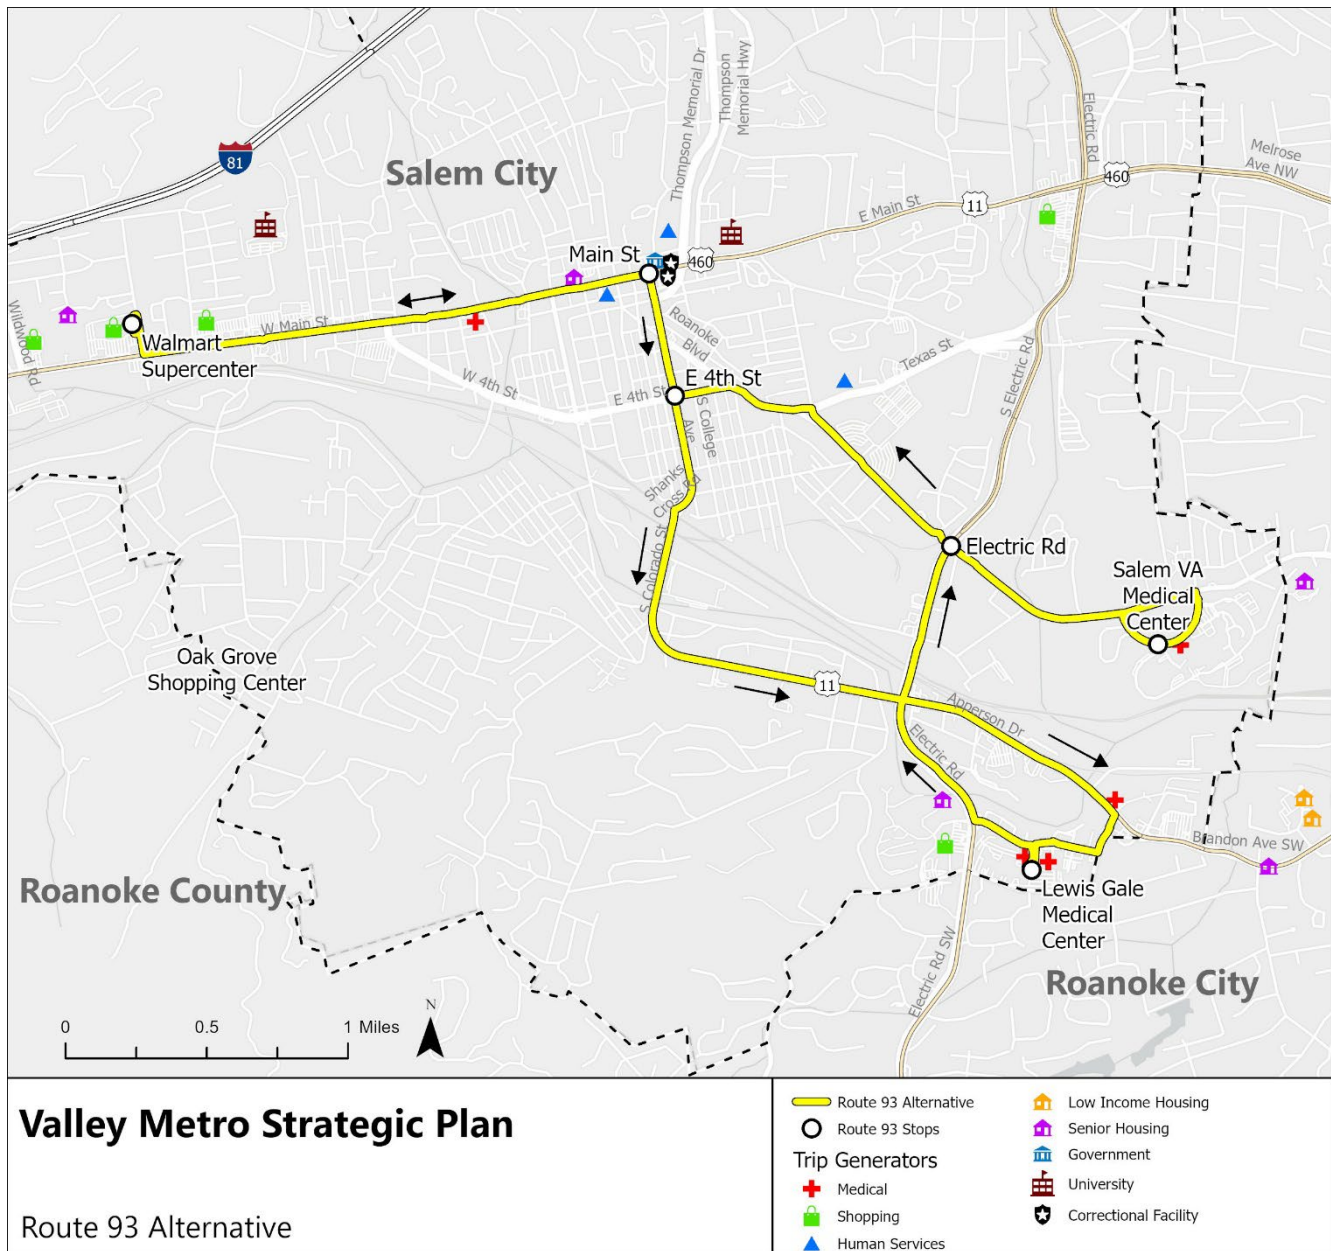 Thompson Memorial Dr
Thompson
Memorial Hwy
Electric Rd
Melrose
Ave NW
81
Salem City
460
11
E Main St
Main St
460
Wildwood Rd
W Main St
Walmart
Supercenter
Roanoke
Blvd
Texas St
S Electric Rd
W 4th St
E 4th St
E 4th St
S College
Ave
Shanks
Cross Rd
S Colorado St
Electric Rd
Salem VA
Medical
Center
Oak Grove
Shopping Center
11
Apperson Dr
Electric Rd
Brandon Ave SW
Roanoke County
Lewis Gale
Medical
Center
Electric Rd SW
Roanoke City
N
0 0.5 1 Miles
Valley Metro Strategic Plan
Route 93 Alternative
Route 93 Alternative
Route 93 Stops
Trip Generators
Medical
Shopping
Human Services
Low Income Housing
Senior Housing
Government
University
Correctional Facility